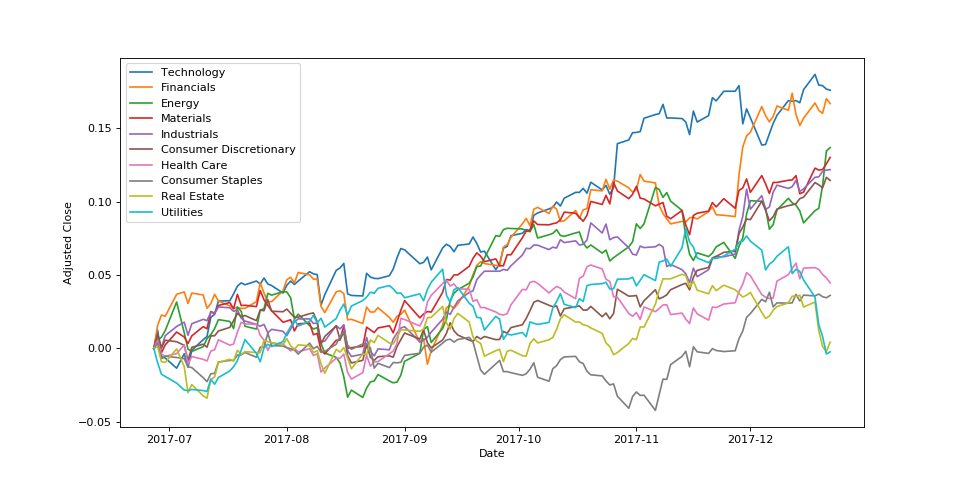 Technology
Financials
Energy
Materials
Industrials
Consumer Discretionary
Health Care
Consumer Staples
Real Estate
Utilities
0.15
0.10
0.05
0.00
−0.05
Adjusted Close
2017-07 2017-08 2017-09 2017-10 2017-11 2017-12
Date